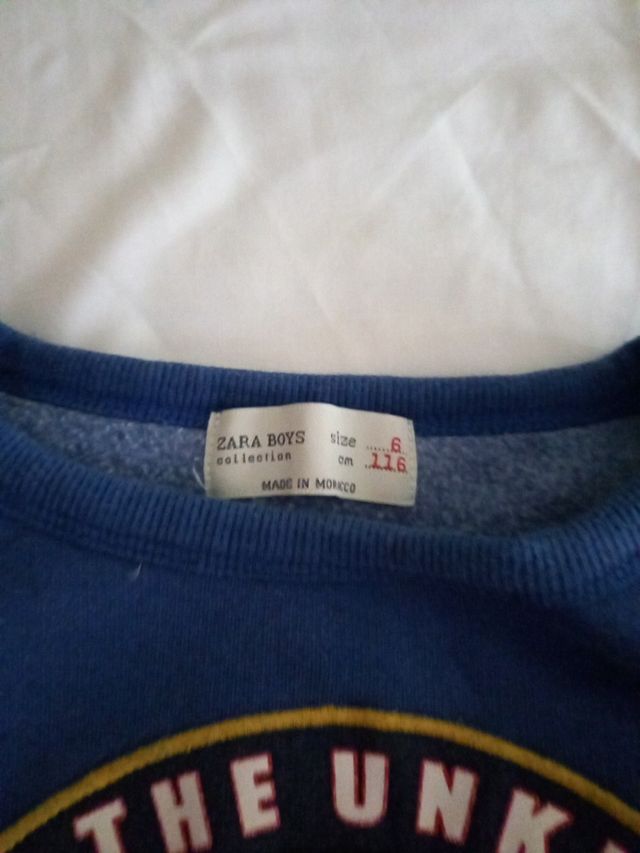 ZARA BOYS size 6
collection cm 116
MADE IN MOROCCO
THE UNK